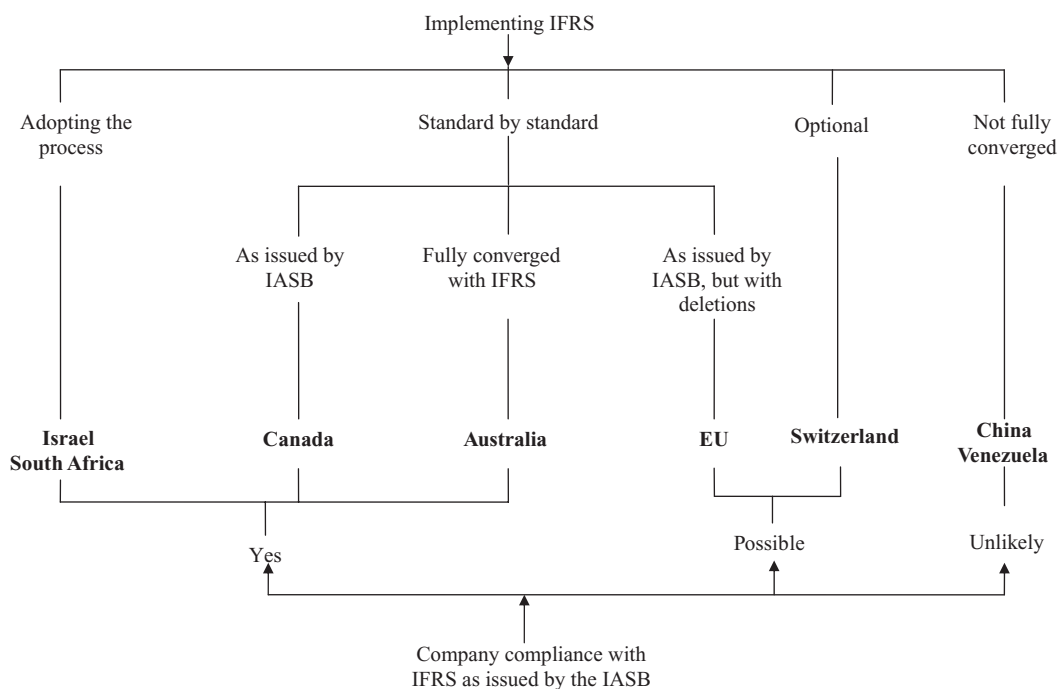 Implementing IFRS
Adopting the
process
Standard by standard
Optional
Not fully
converged
As issued by
IASB
Fully converged
with IFRS
As issued by
IASB, but with
deletions
Israel
South Africa
Canada
Australia
EU
Switzerland
China
Venezuela
Yes
Possible
Unlikely
Company compliance with
IFRS as issued by the IASB